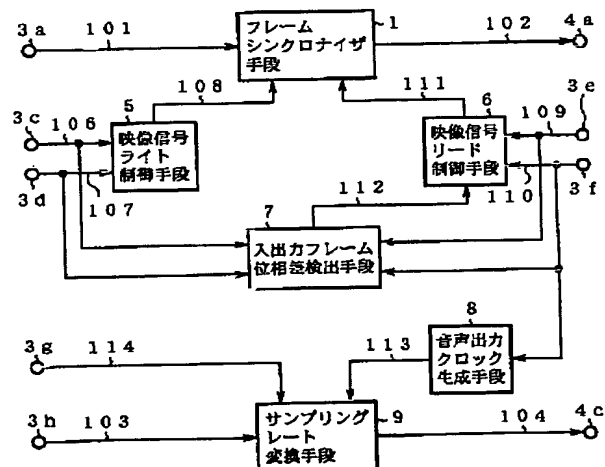 3a
101
フレーム
シンクロナイザ
手段
1
102
4a
108
111
3c
106
5
映像信号
ライト
制御手段
3d
107
6
映像信号
リード
制御手段
109
3e
110
3f
112
7
入出力フレーム
位相差検出手段
8
音声出力
クロック
生成手段
113
3g
114
3h
103
サンプリング
レート
変換手段
9
104
4c